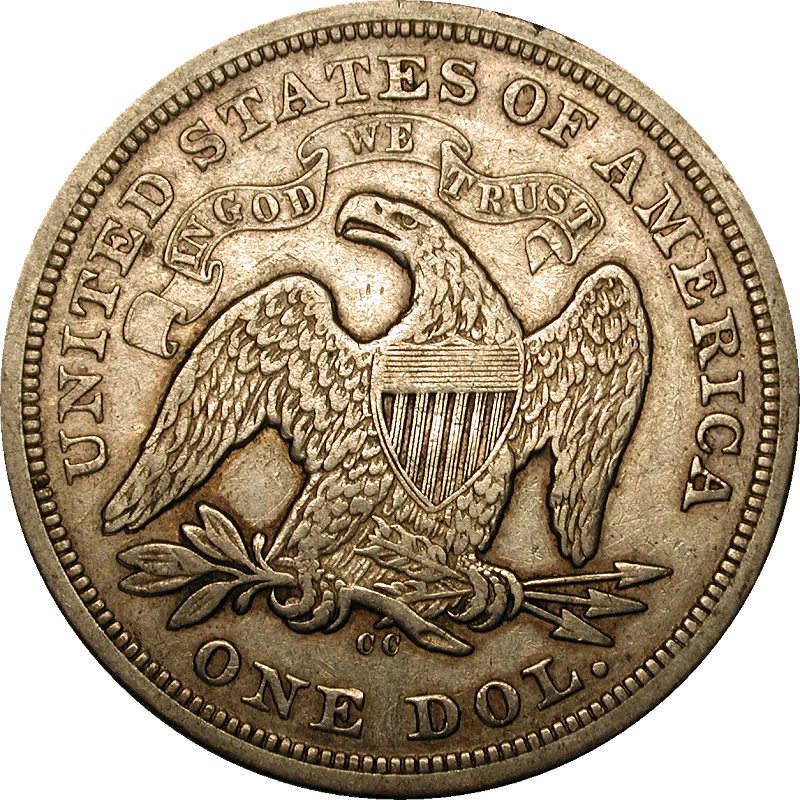 UNITED STATES OF AMERICA
IN GOD WE TRUST
CC
ONE DOL.